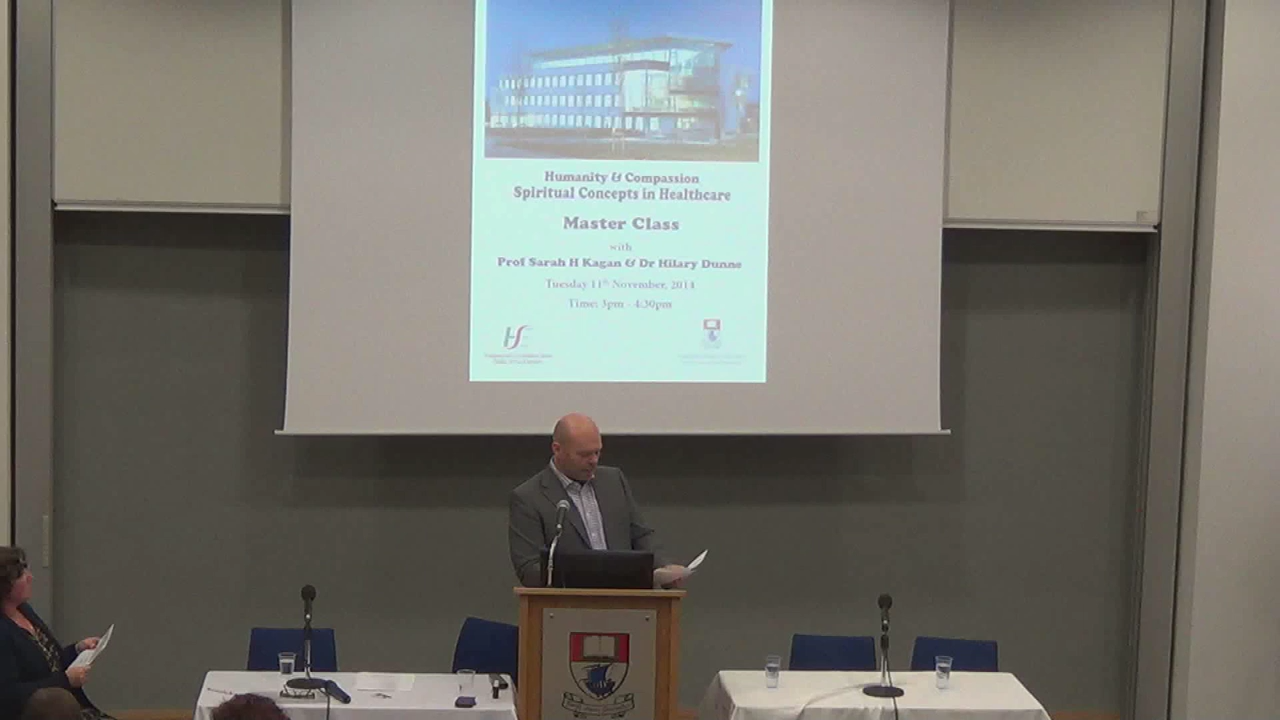 Humanity & Compassion
Spiritual Concepts in Healthcare
Master Class
with
Prof Sarah H Kagan & Dr Hilary Dunne
Tuesday 11th November, 2014
Time: 3pm - 4:30pm